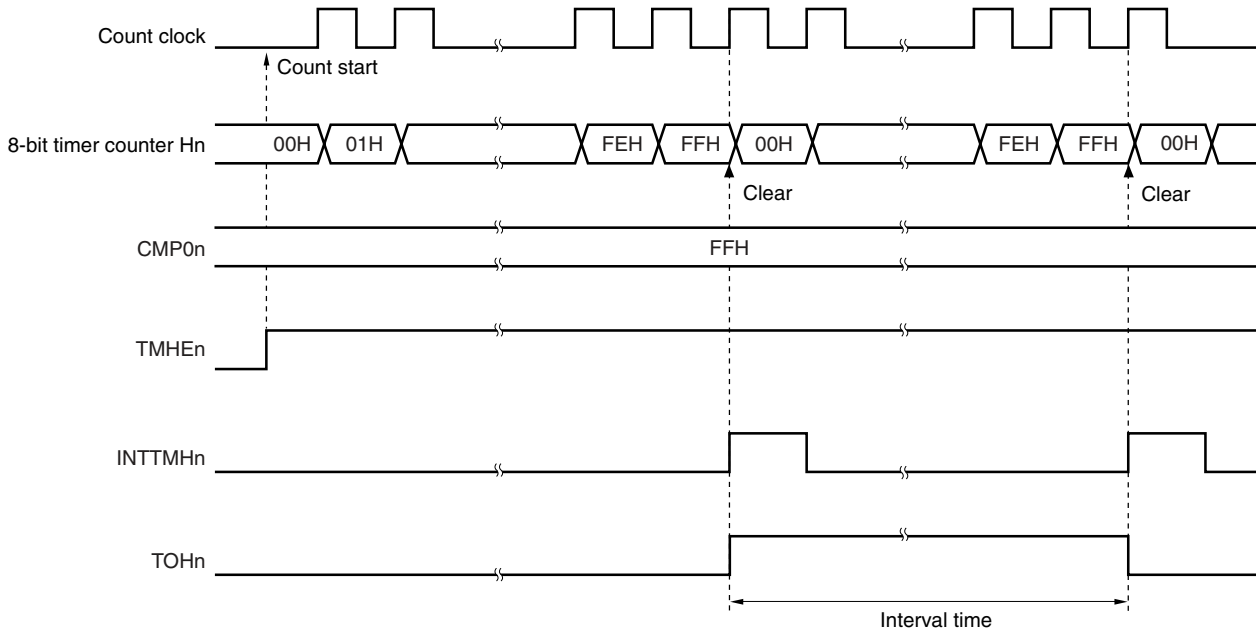 Count clock
Count start
8-bit timer counter Hn
00H 01H FEH FFH 00H FEH FFH 00H
Clear Clear
CMP0n
FFH
TMHEn
INTTMHn
TOHn
Interval time